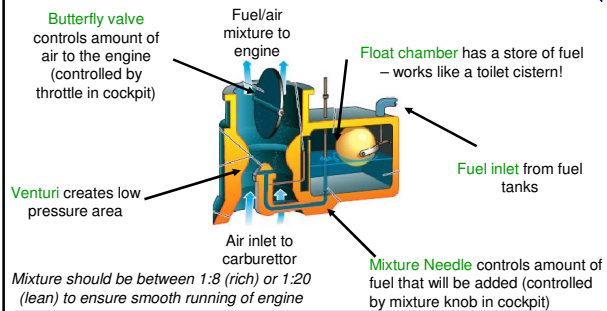 Butterfly valve
controls amount of
air to the engine
(controlled by
throttle in cockpit)
Fuel/air
mixture to
engine
Float chamber has a store of fuel
– works like a toilet cistern!
Fuel inlet from fuel
tanks
Venturi creates low
pressure area
Air inlet to
carburettor
Mixture Needle controls amount of
fuel that will be added (controlled
by mixture knob in cockpit)
Mixture should be between 1:8 (rich) or 1:20
(lean) to ensure smooth running of engine